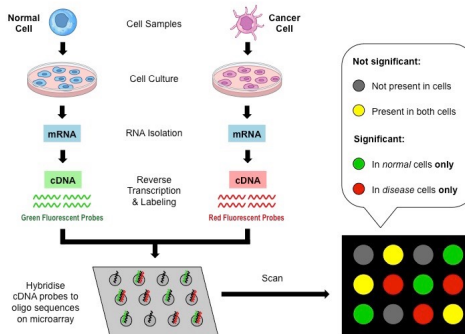 Normal
Cell
Cell Samples
Cancer
Cell
Cell Culture
mRNA
RNA Isolation
mRNA
cDNA
Reverse
Transcription
& Labeling
cDNA
Green Fluorescent Probes
Red Fluorescent Probes
Hybridise
cDNA probes to
oligo sequences
on microarray
Scan
Not significant:
Not present in cells
Present in both cells
Significant:
In normal cells only
In disease cells only